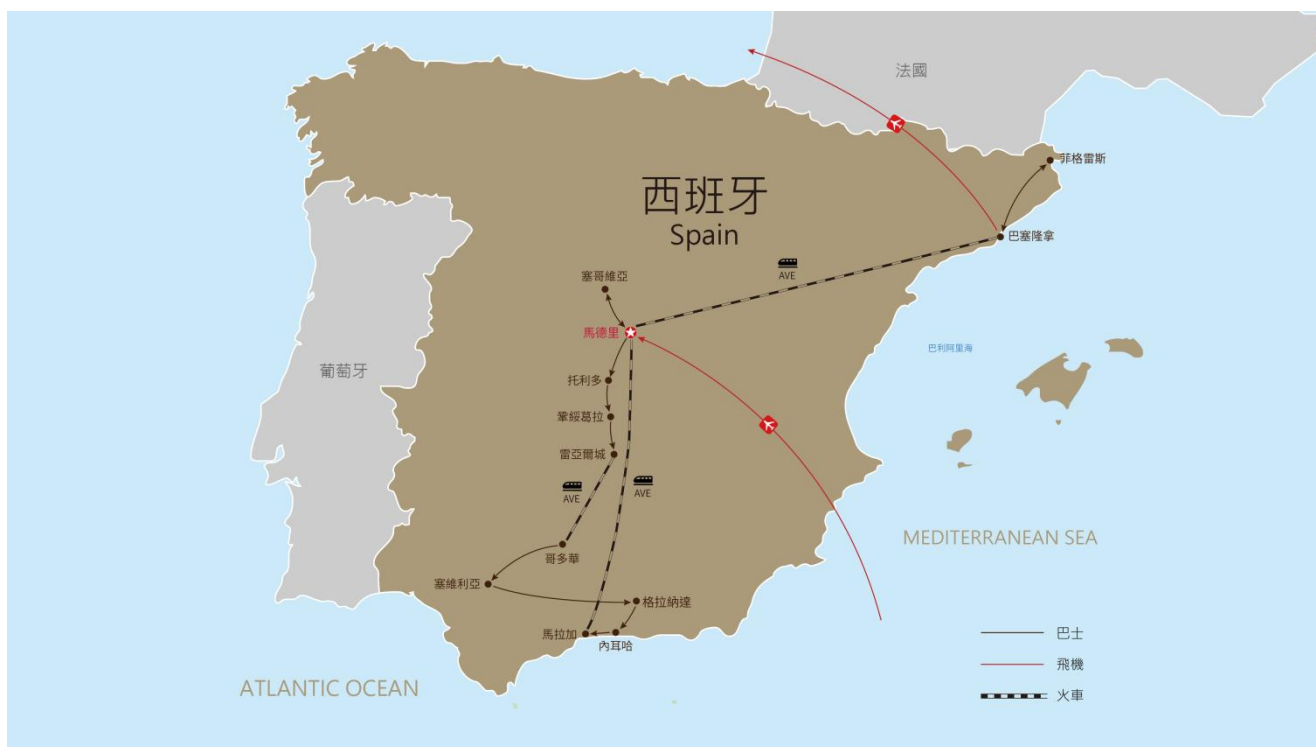 法國
菲格雷斯
西班牙
Spain
巴塞隆拿
AVE
塞哥維亞
馬德里
巴利阿里海
葡萄牙
托利多
鞏綏葛拉
雷亞爾城
AVE
AVE
MEDITERRANEAN SEA
哥多華
塞維利亞
格拉納達
馬拉加
內耳哈
巴士
飛機
火車
ATLANTIC OCEAN